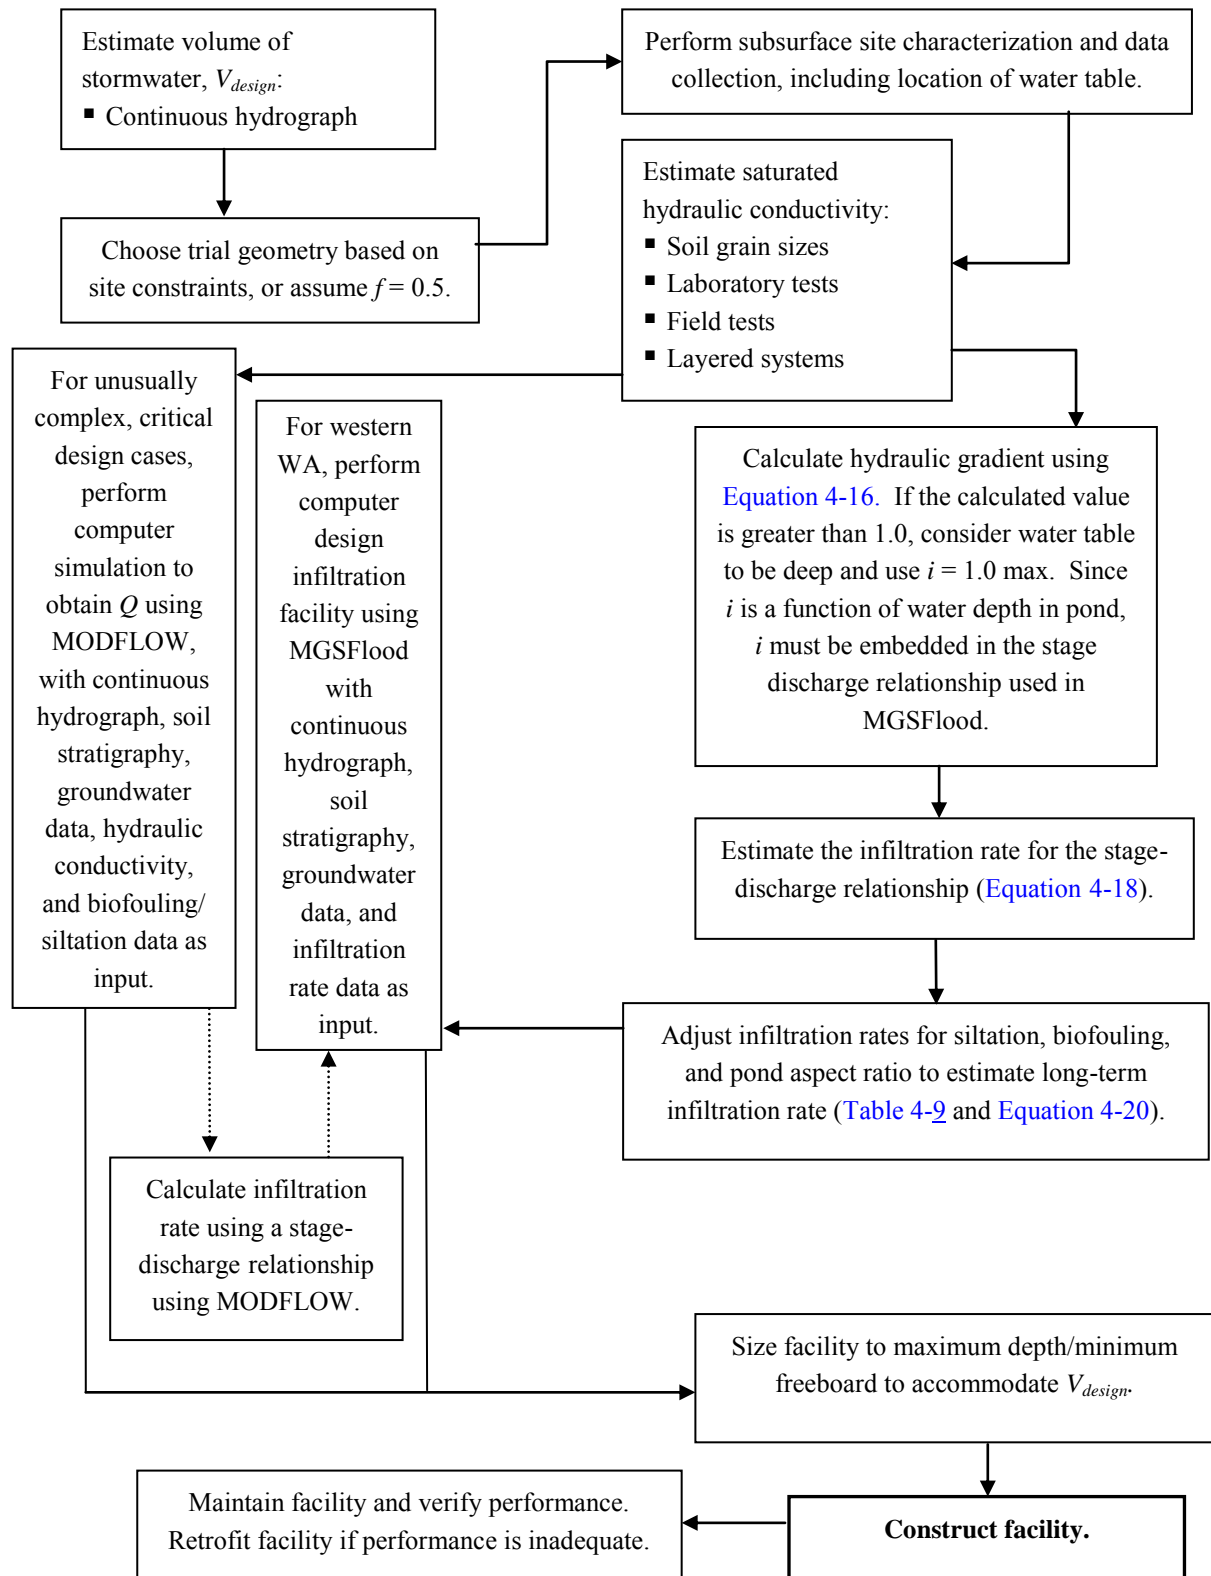 Estimate volume of
stormwater, Vdesign:
▪ Continuous hydrograph
Choose trial geometry based on
site constraints, or assume f = 0.5.
Perform subsurface site characterization and data
collection, including location of water table.
Estimate saturated
hydraulic conductivity:
▪ Soil grain sizes
▪ Laboratory tests
▪ Field tests
▪ Layered systems
For unusually
complex, critical
design cases,
perform
computer
simulation to
obtain Q using
MODFLOW,
with continuous
hydrograph, soil
stratigraphy,
groundwater
data, hydraulic
conductivity,
and biofouling/
siltation data as
input.
For western
WA, perform
computer
design
infiltration
facility using
MGSFlood
with
continuous
hydrograph,
soil
stratigraphy,
groundwater
data, and
infiltration
rate data as
input.
Calculate hydraulic gradient using
Equation 4-16. If the calculated value
is greater than 1.0, consider water table
to be deep and use i = 1.0 max. Since
i is a function of water depth in pond,
i must be embedded in the stage
discharge relationship used in
MGSFlood.
Estimate the infiltration rate for the stage-
discharge relationship (Equation 4-18).
Adjust infiltration rates for siltation, biofouling,
and pond aspect ratio to estimate long-term
infiltration rate (Table 4-9 and Equation 4-20).
Calculate infiltration
rate using a stage-
discharge relationship
using MODFLOW.
Size facility to maximum depth/minimum
freeboard to accommodate Vdesign.
Construct facility.
Maintain facility and verify performance.
Retrofit facility if performance is inadequate.